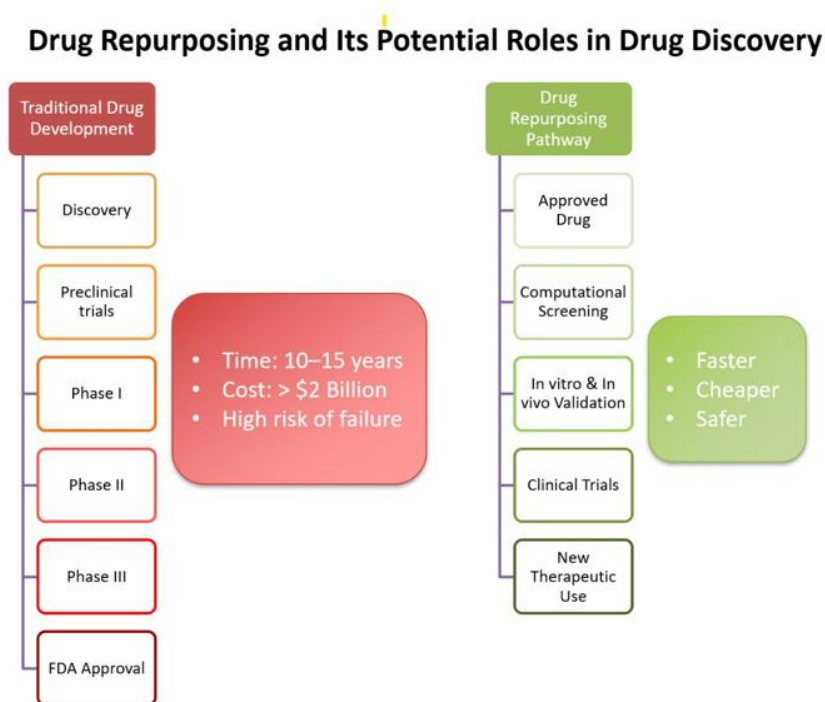 Drug Repurposing and Its Potential Roles in Drug Discovery
Traditional Drug
Development
Discovery
Preclinical
trials
Phase I
Phase II
Phase III
FDA Approval
• Time: 10–15 years
• Cost: > $2 Billion
• High risk of failure
Drug
Repurposing
Pathway
Approved
Drug
Computational
Screening
In vitro & In
vivo Validation
Clinical Trials
New
Therapeutic
Use
• Faster
• Cheaper
• Safer